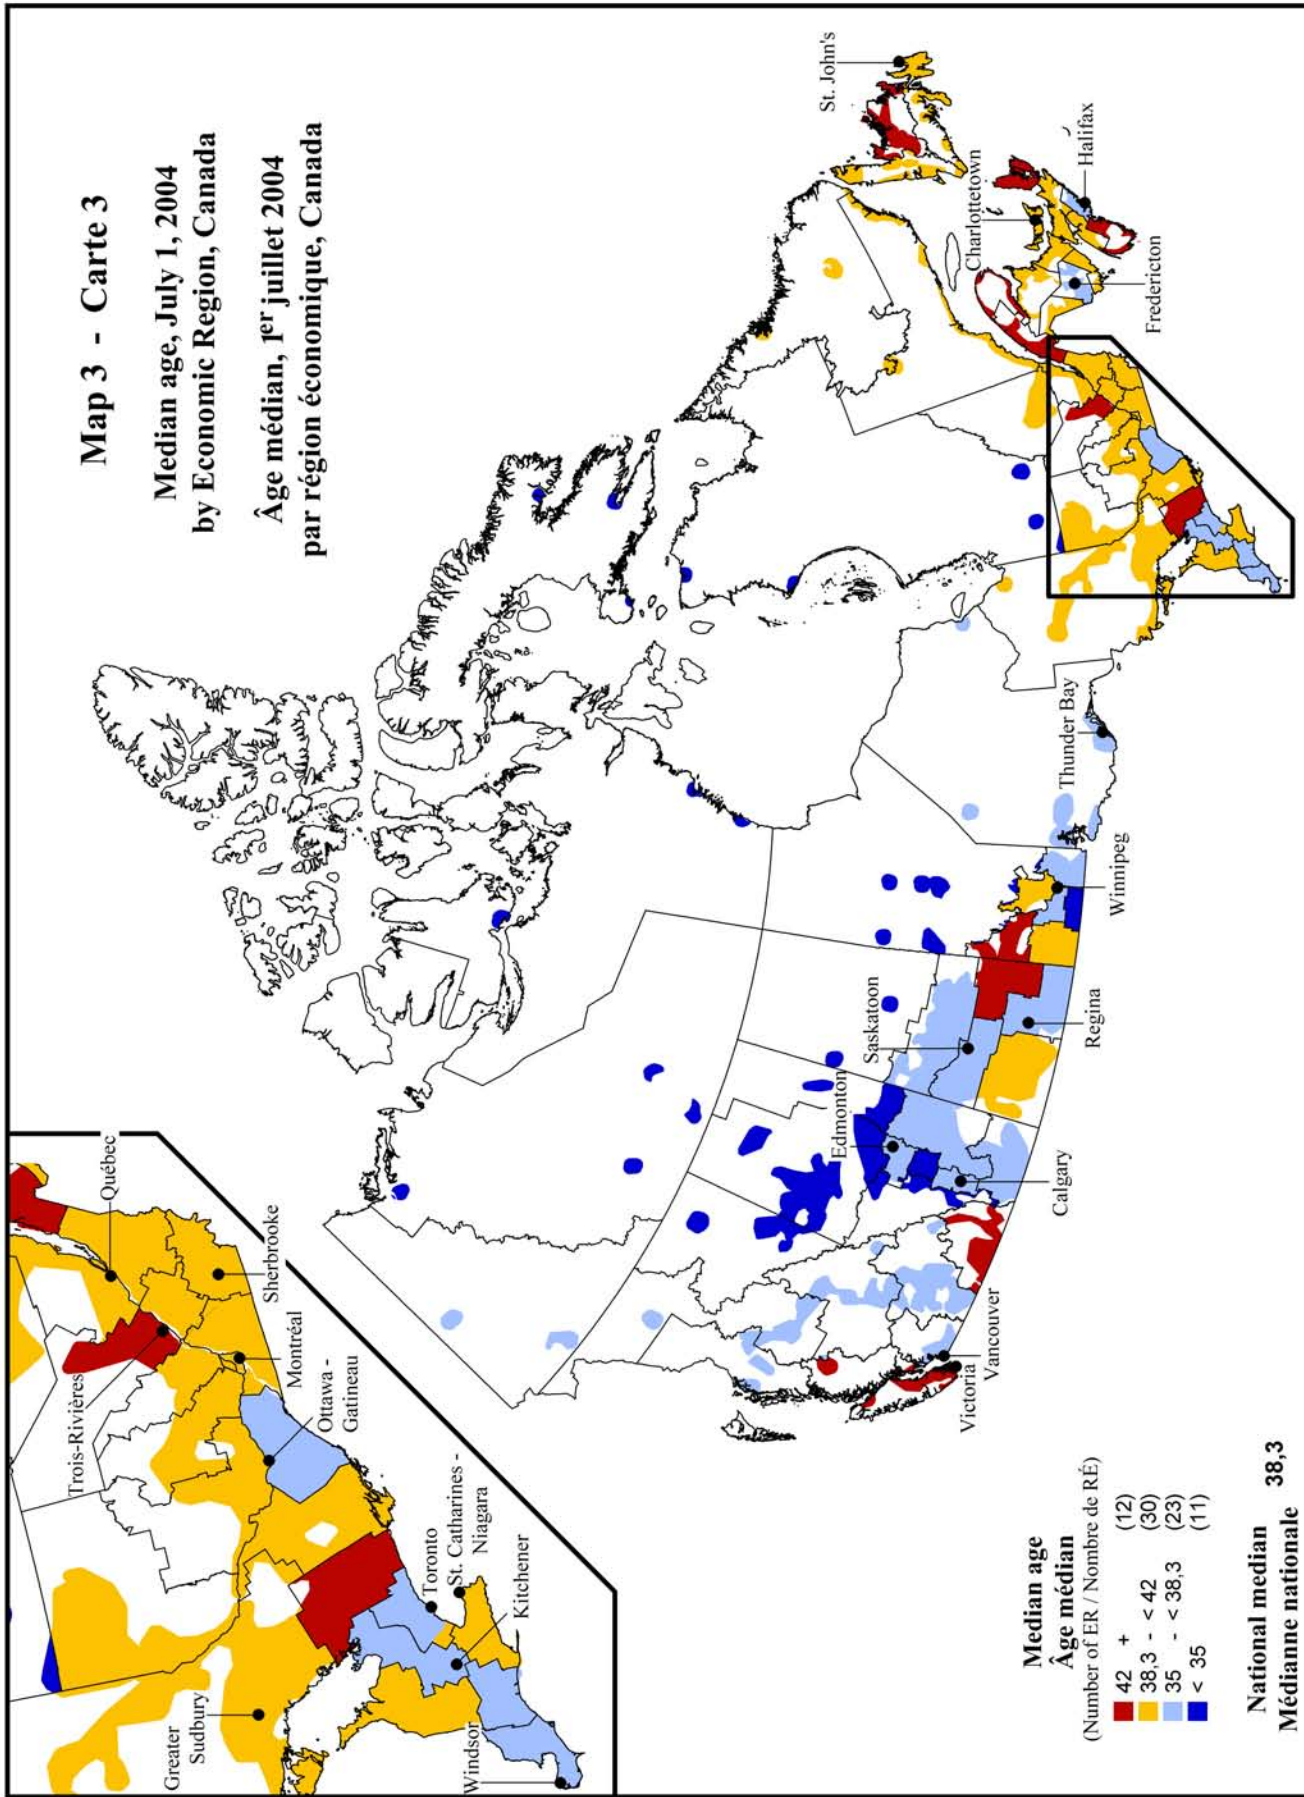 Map 3 - Carte 3
Median age, July 1, 2004
by Economic Region, Canada
Âge médian, 1er juillet 2004
par région économique, Canada
Québec
Trois-Rivières
Sherbrooke
Montréal
Ottawa -
Gatineau
Greater
Sudbury
Toronto
St. Catharines -
Niagara
Kitchener
Windsor
St. John's
Charlottetown
Halifax
Fredericton
Thunder Bay
Winnipeg
Saskatoon
Regina
Edmonton
Calgary
Vancouver
Victoria
Median age
Âge médian
(Number of ER / Nombre de RÉ)
42 + (12)
38,3 - < 42 (30)
35 - < 38,3 (23)
< 35 (11)
National median
Médianne nationale 38,3